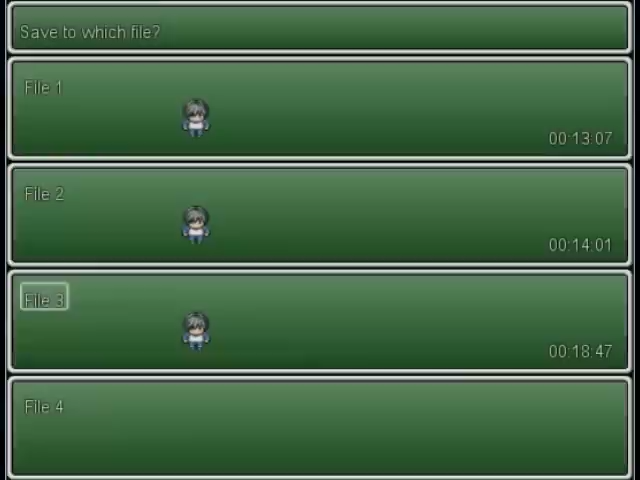 Save to which file?
File 1
00:13:07
File 2
00:14:01
File 3
00:18:47
File 4